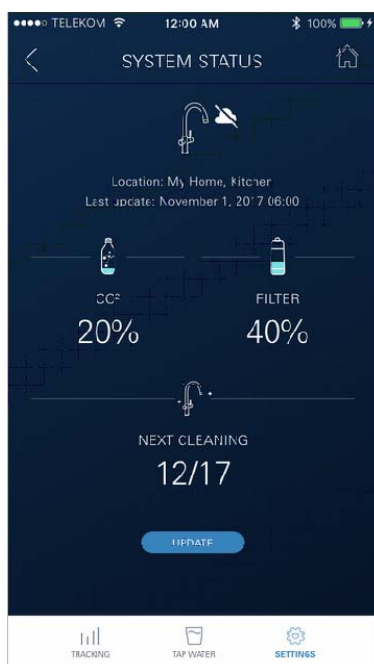 TELEKOM 12:00 AM 100%
SYSTEM STATUS
Location: My Home, Kitchen
Last update: November 1, 2017 06:00
CO²
FILTER
20%
40%
NEXT CLEANING
12/17
UPDATE
TRACKING
TAP WATER
SETTINGS